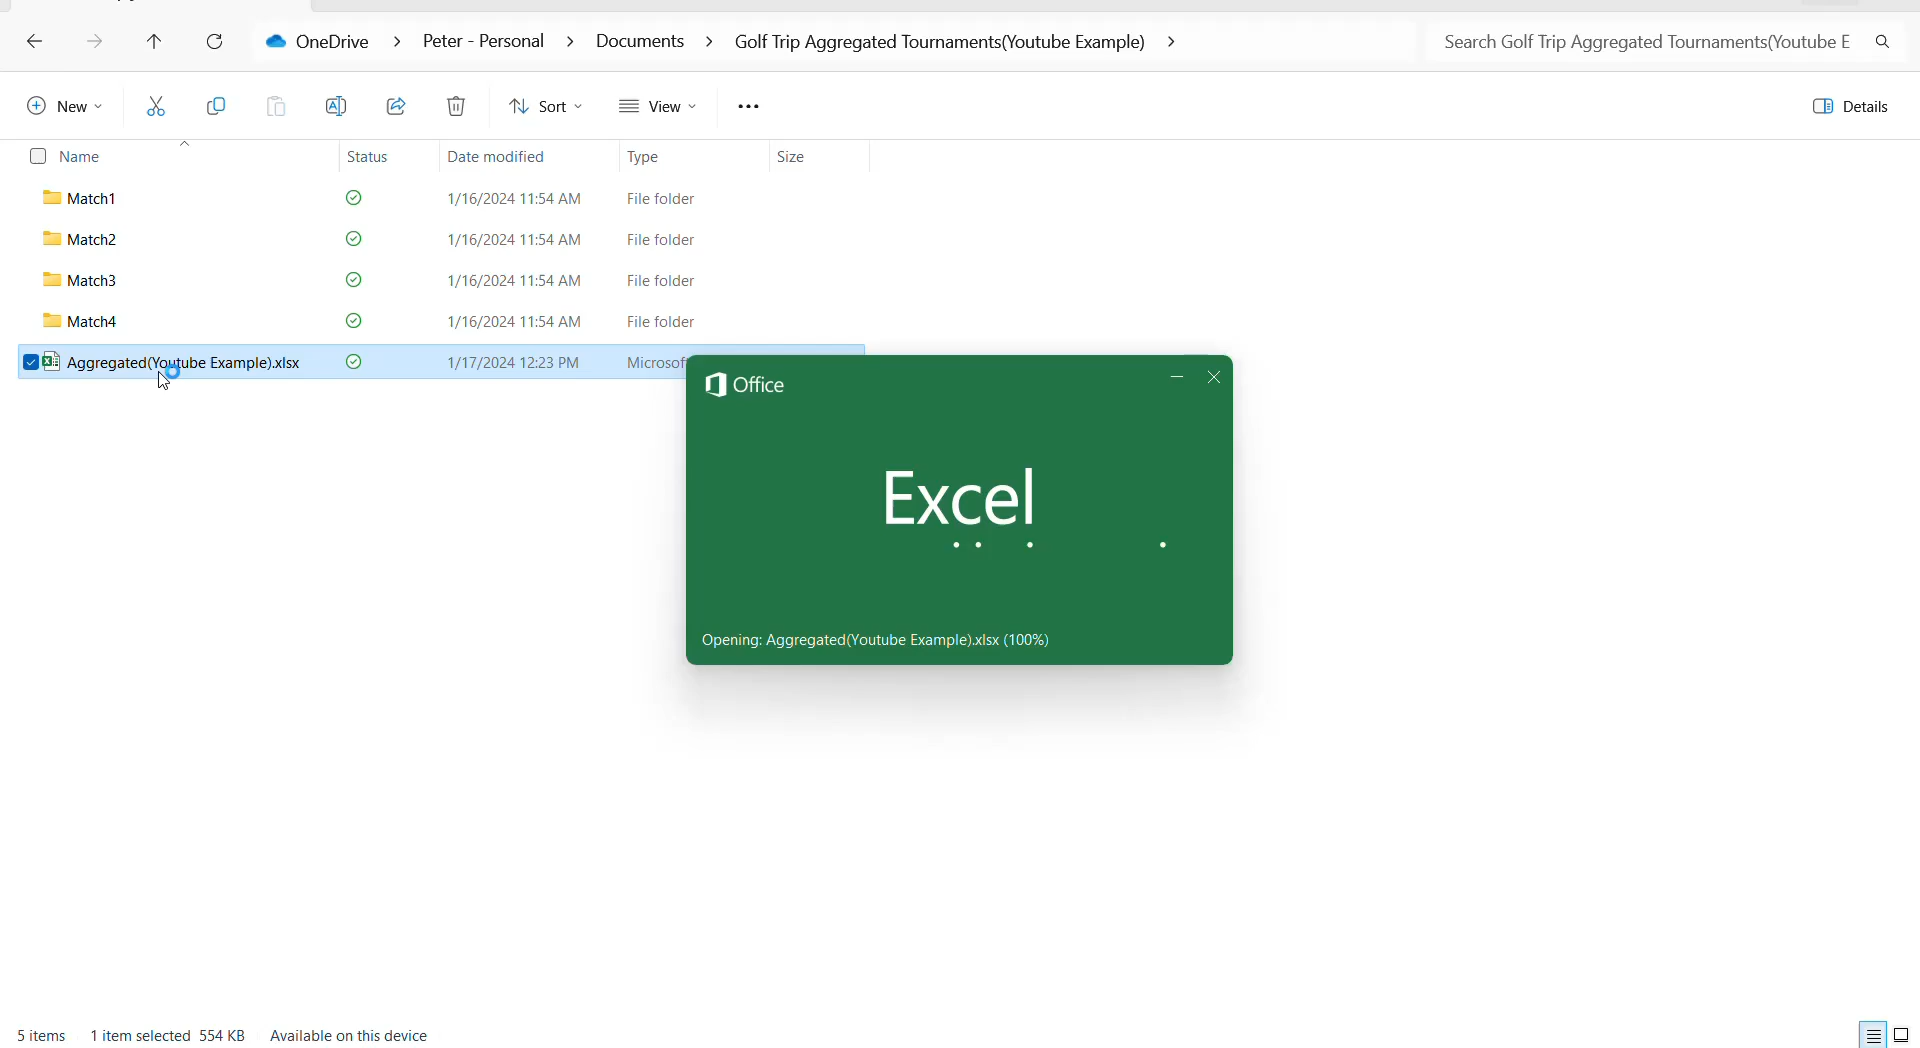 OneDrive > Peter - Personal > Documents > Golf Trip Aggregated Tournaments(Youtube Example) >
Search Golf Trip Aggregated Tournaments(Youtube E
New
Sort
View
Details
Name Status Date modified Type Size
Match1 1/16/2024 11:54 AM File folder
Match2 1/16/2024 11:54 AM File folder
Match3 1/16/2024 11:54 AM File folder
Match4 1/16/2024 11:54 AM File folder
Aggregated(Youtube Example).xlsx 1/17/2024 12:23 PM Microsof
Office
Excel
Opening: Aggregated(Youtube Example).xlsx (100%)
5 items 1 item selected 554 KB Available on this device